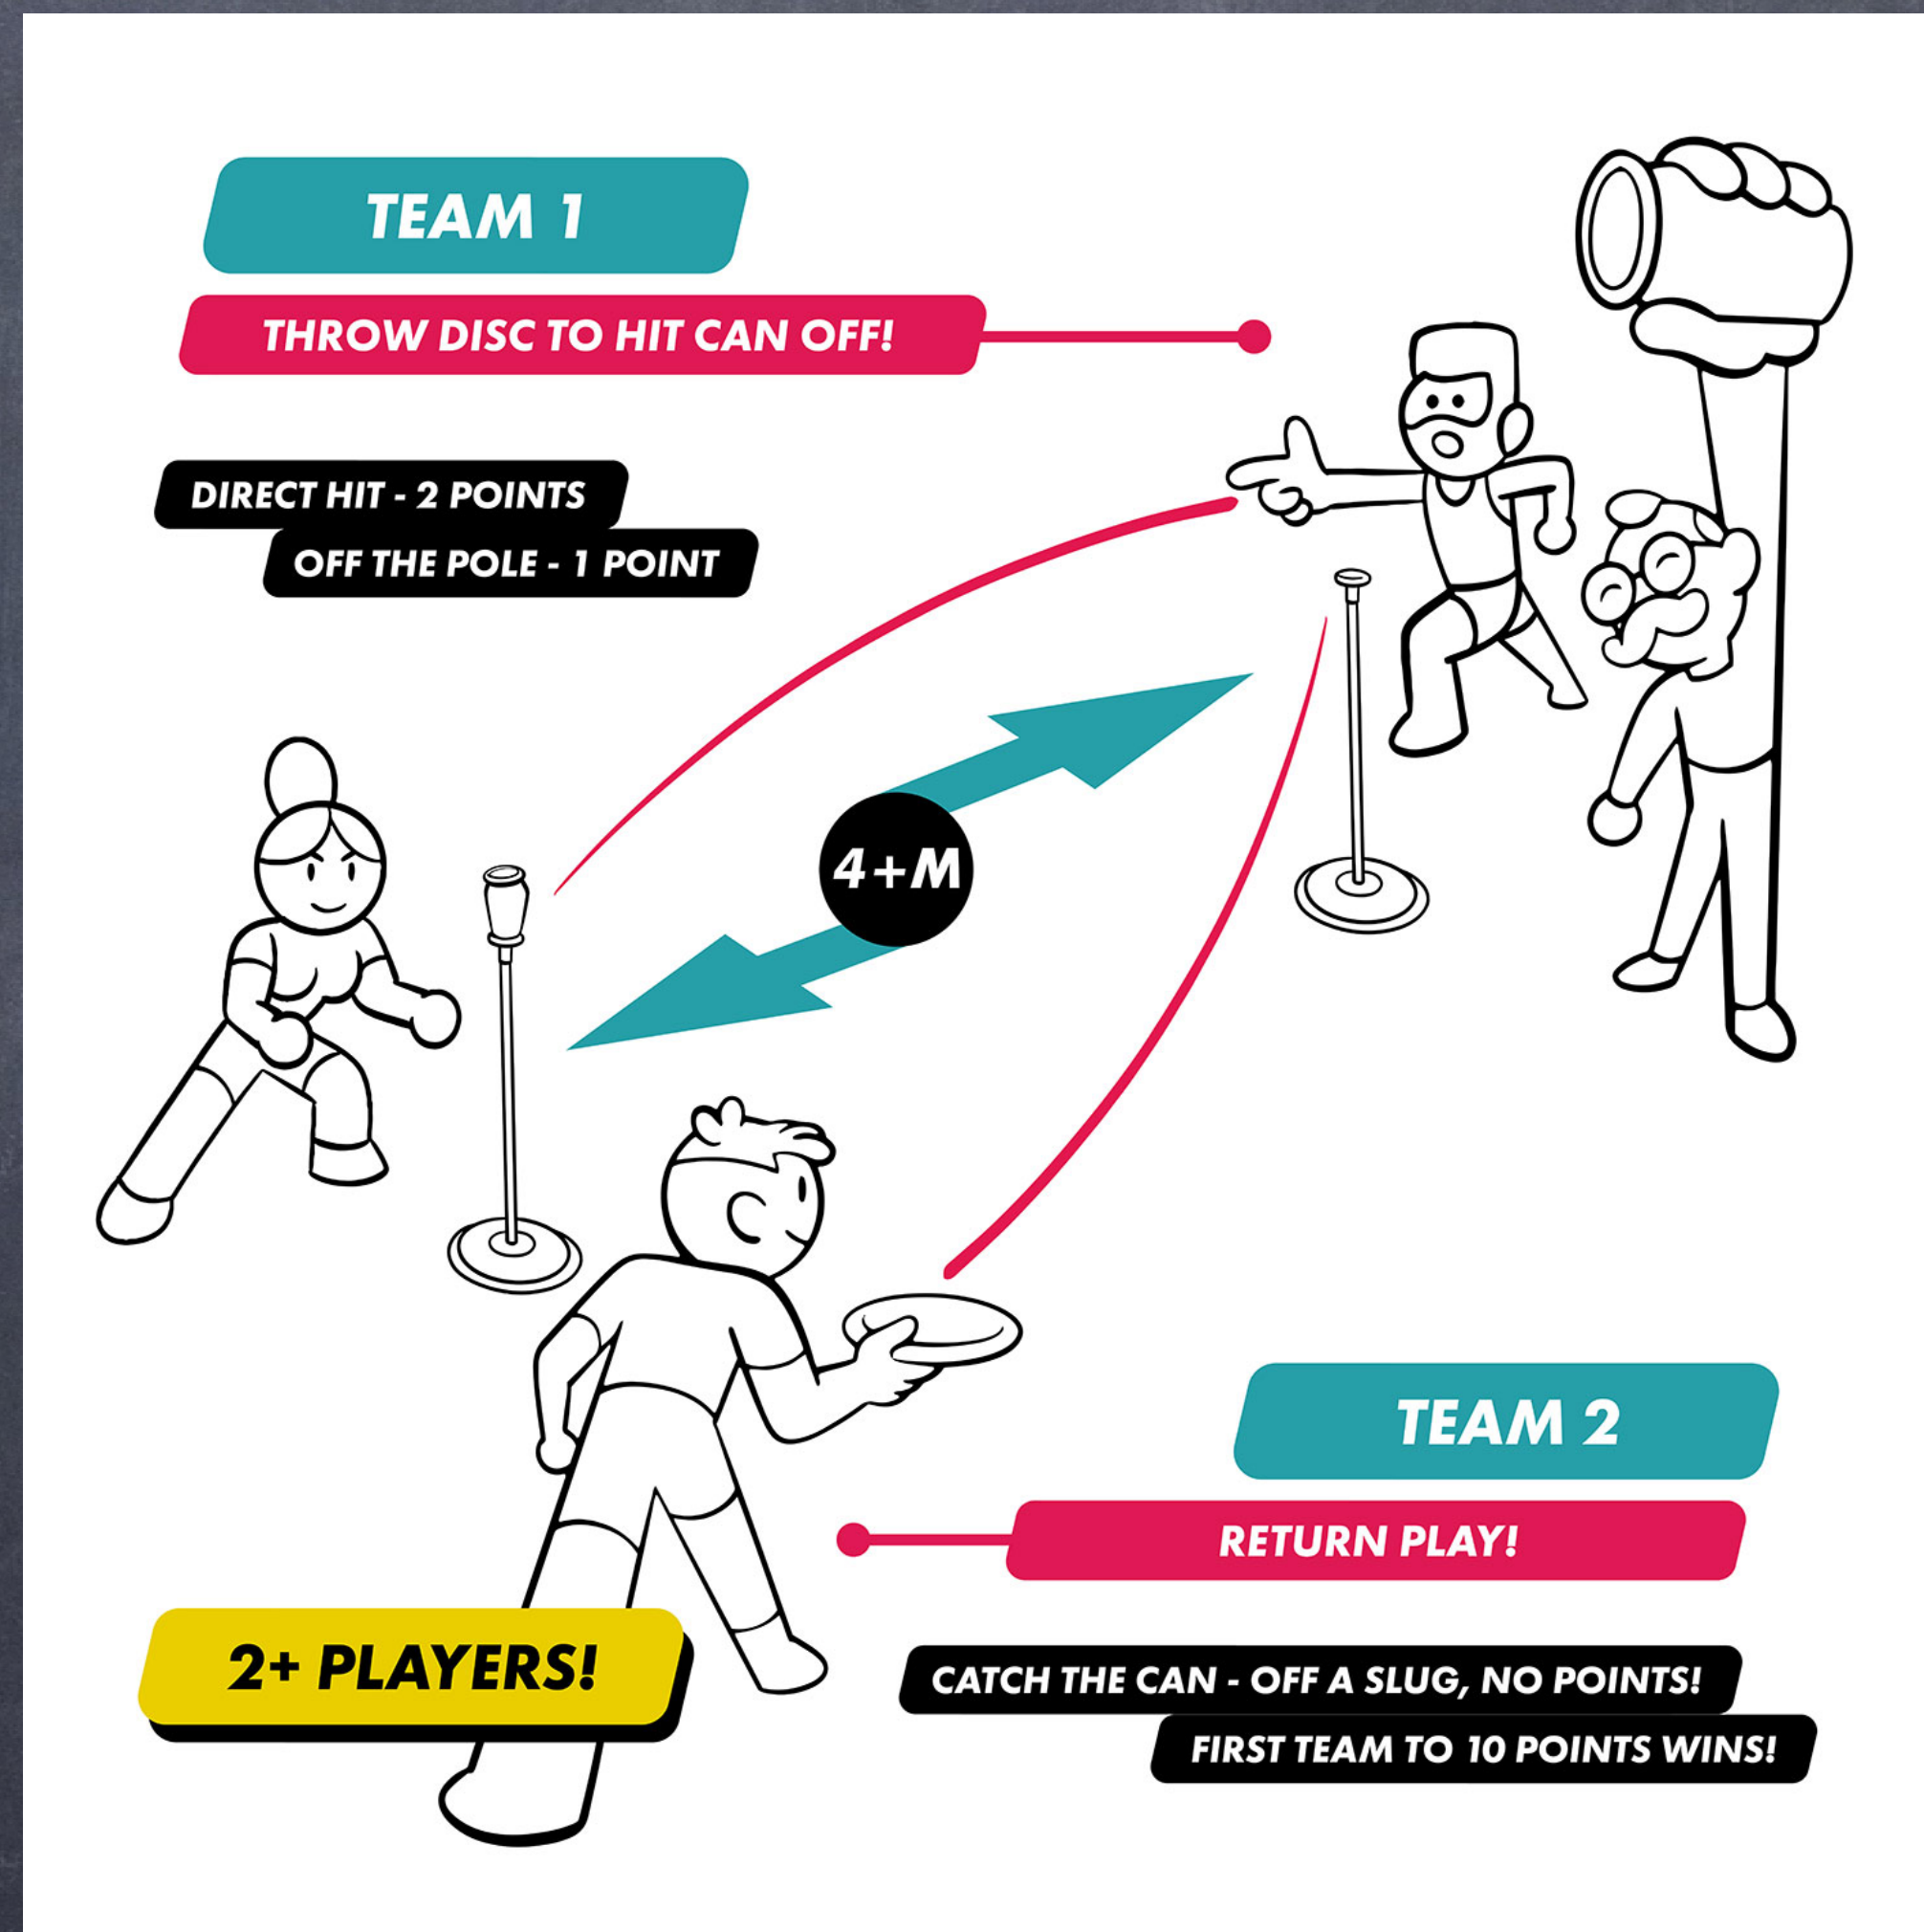 TEAM 1
THROW DISC TO HIT CAN OFF!
DIRECT HIT - 2 POINTS
OFF THE POLE - 1 POINT
4+M
TEAM 2
RETURN PLAY!
2+ PLAYERS!
CATCH THE CAN - OFF A SLUG, NO POINTS!
FIRST TEAM TO 10 POINTS WINS!